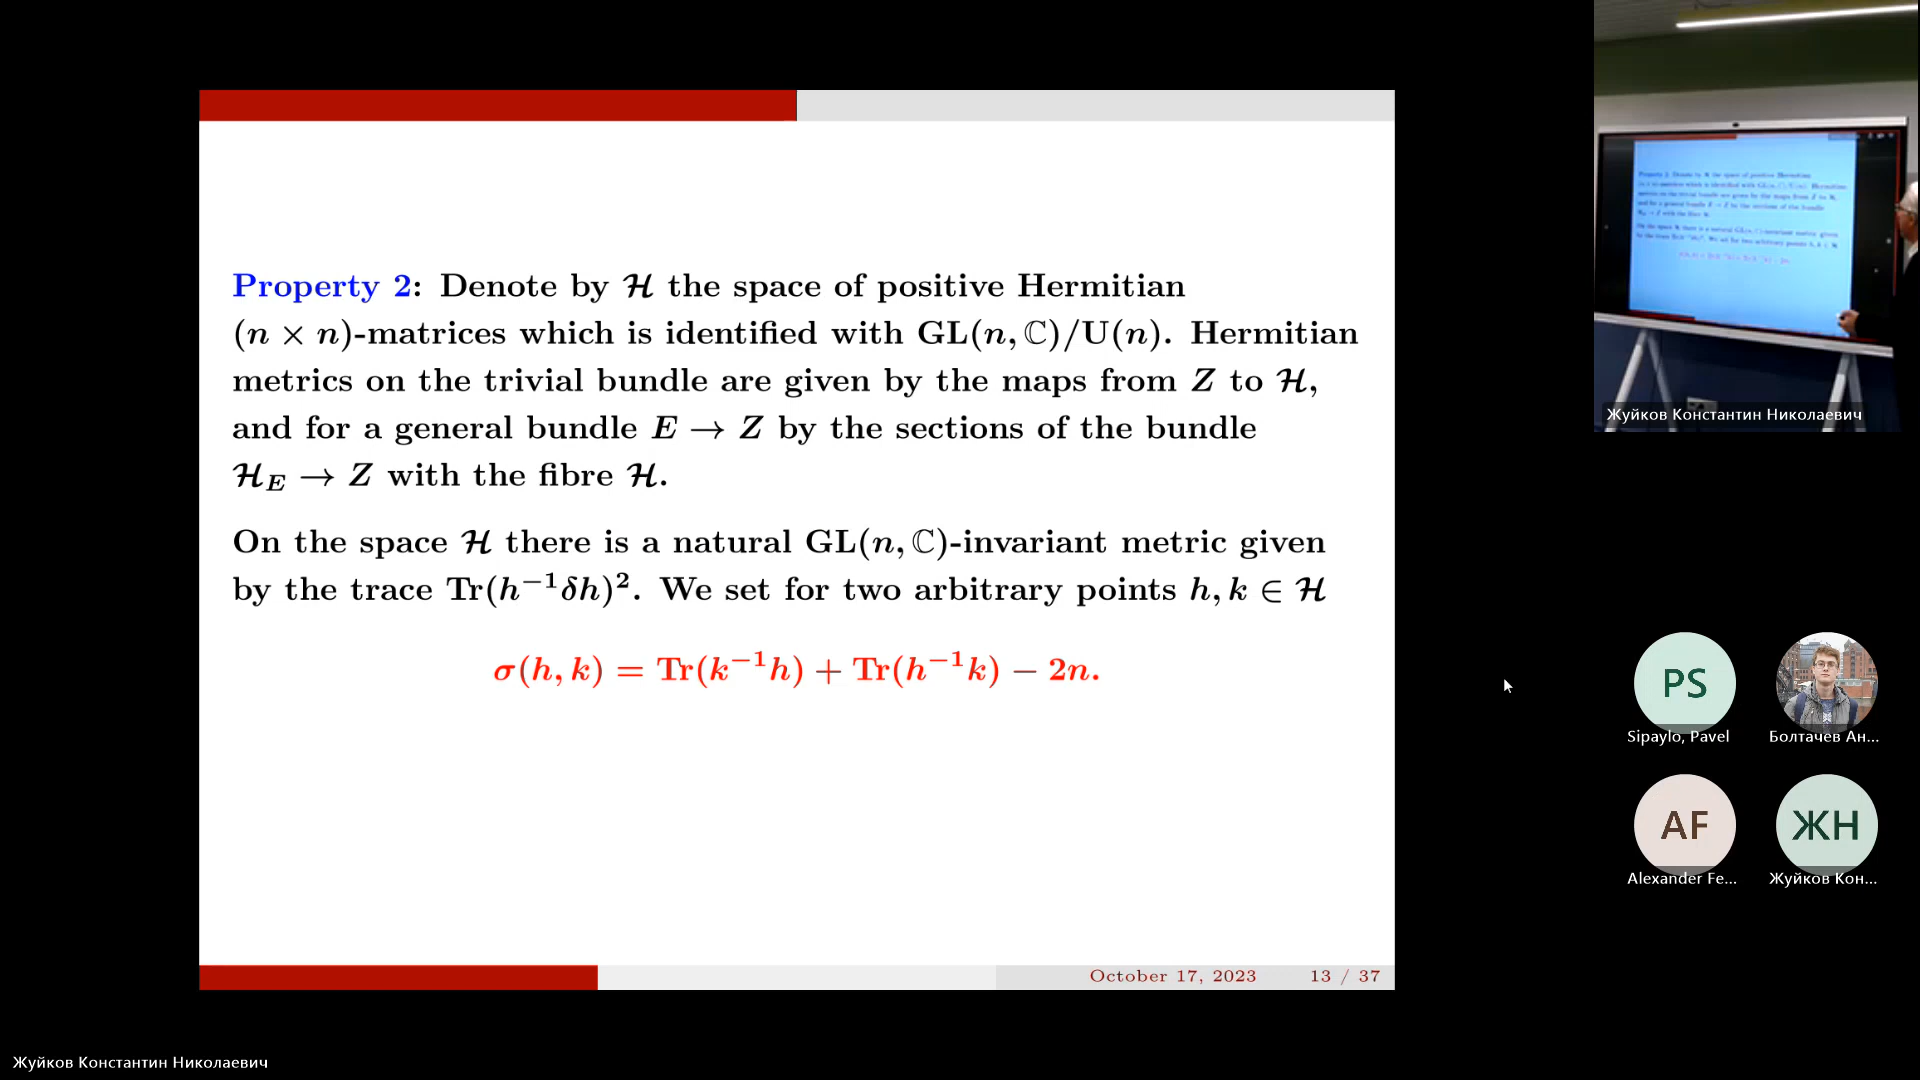 Property 2: Denote by ℋ the space of positive Hermitian
(n × n)-matrices which is identified with GL(n, ℂ)/U(n). Hermitian
metrics on the trivial bundle are given by the maps from Z to ℋ,
and for a general bundle E → Z by the sections of the bundle
ℋ_E → Z with the fibre ℋ.
On the space ℋ there is a natural GL(n, ℂ)-invariant metric given
by the trace Tr(h⁻¹δh)². We set for two arbitrary points h, k ∈ ℋ
σ(h, k) = Tr(k⁻¹h) + Tr(h⁻¹k) − 2n.
October 17, 2023 13 / 37
Жуйков Константин Николаевич
PS
Sipaylo, Pavel
Болтачев Ан...
AF
Alexander Fe...
ЖН
Жуйков Кон...
Жуйков Константин Николаевич